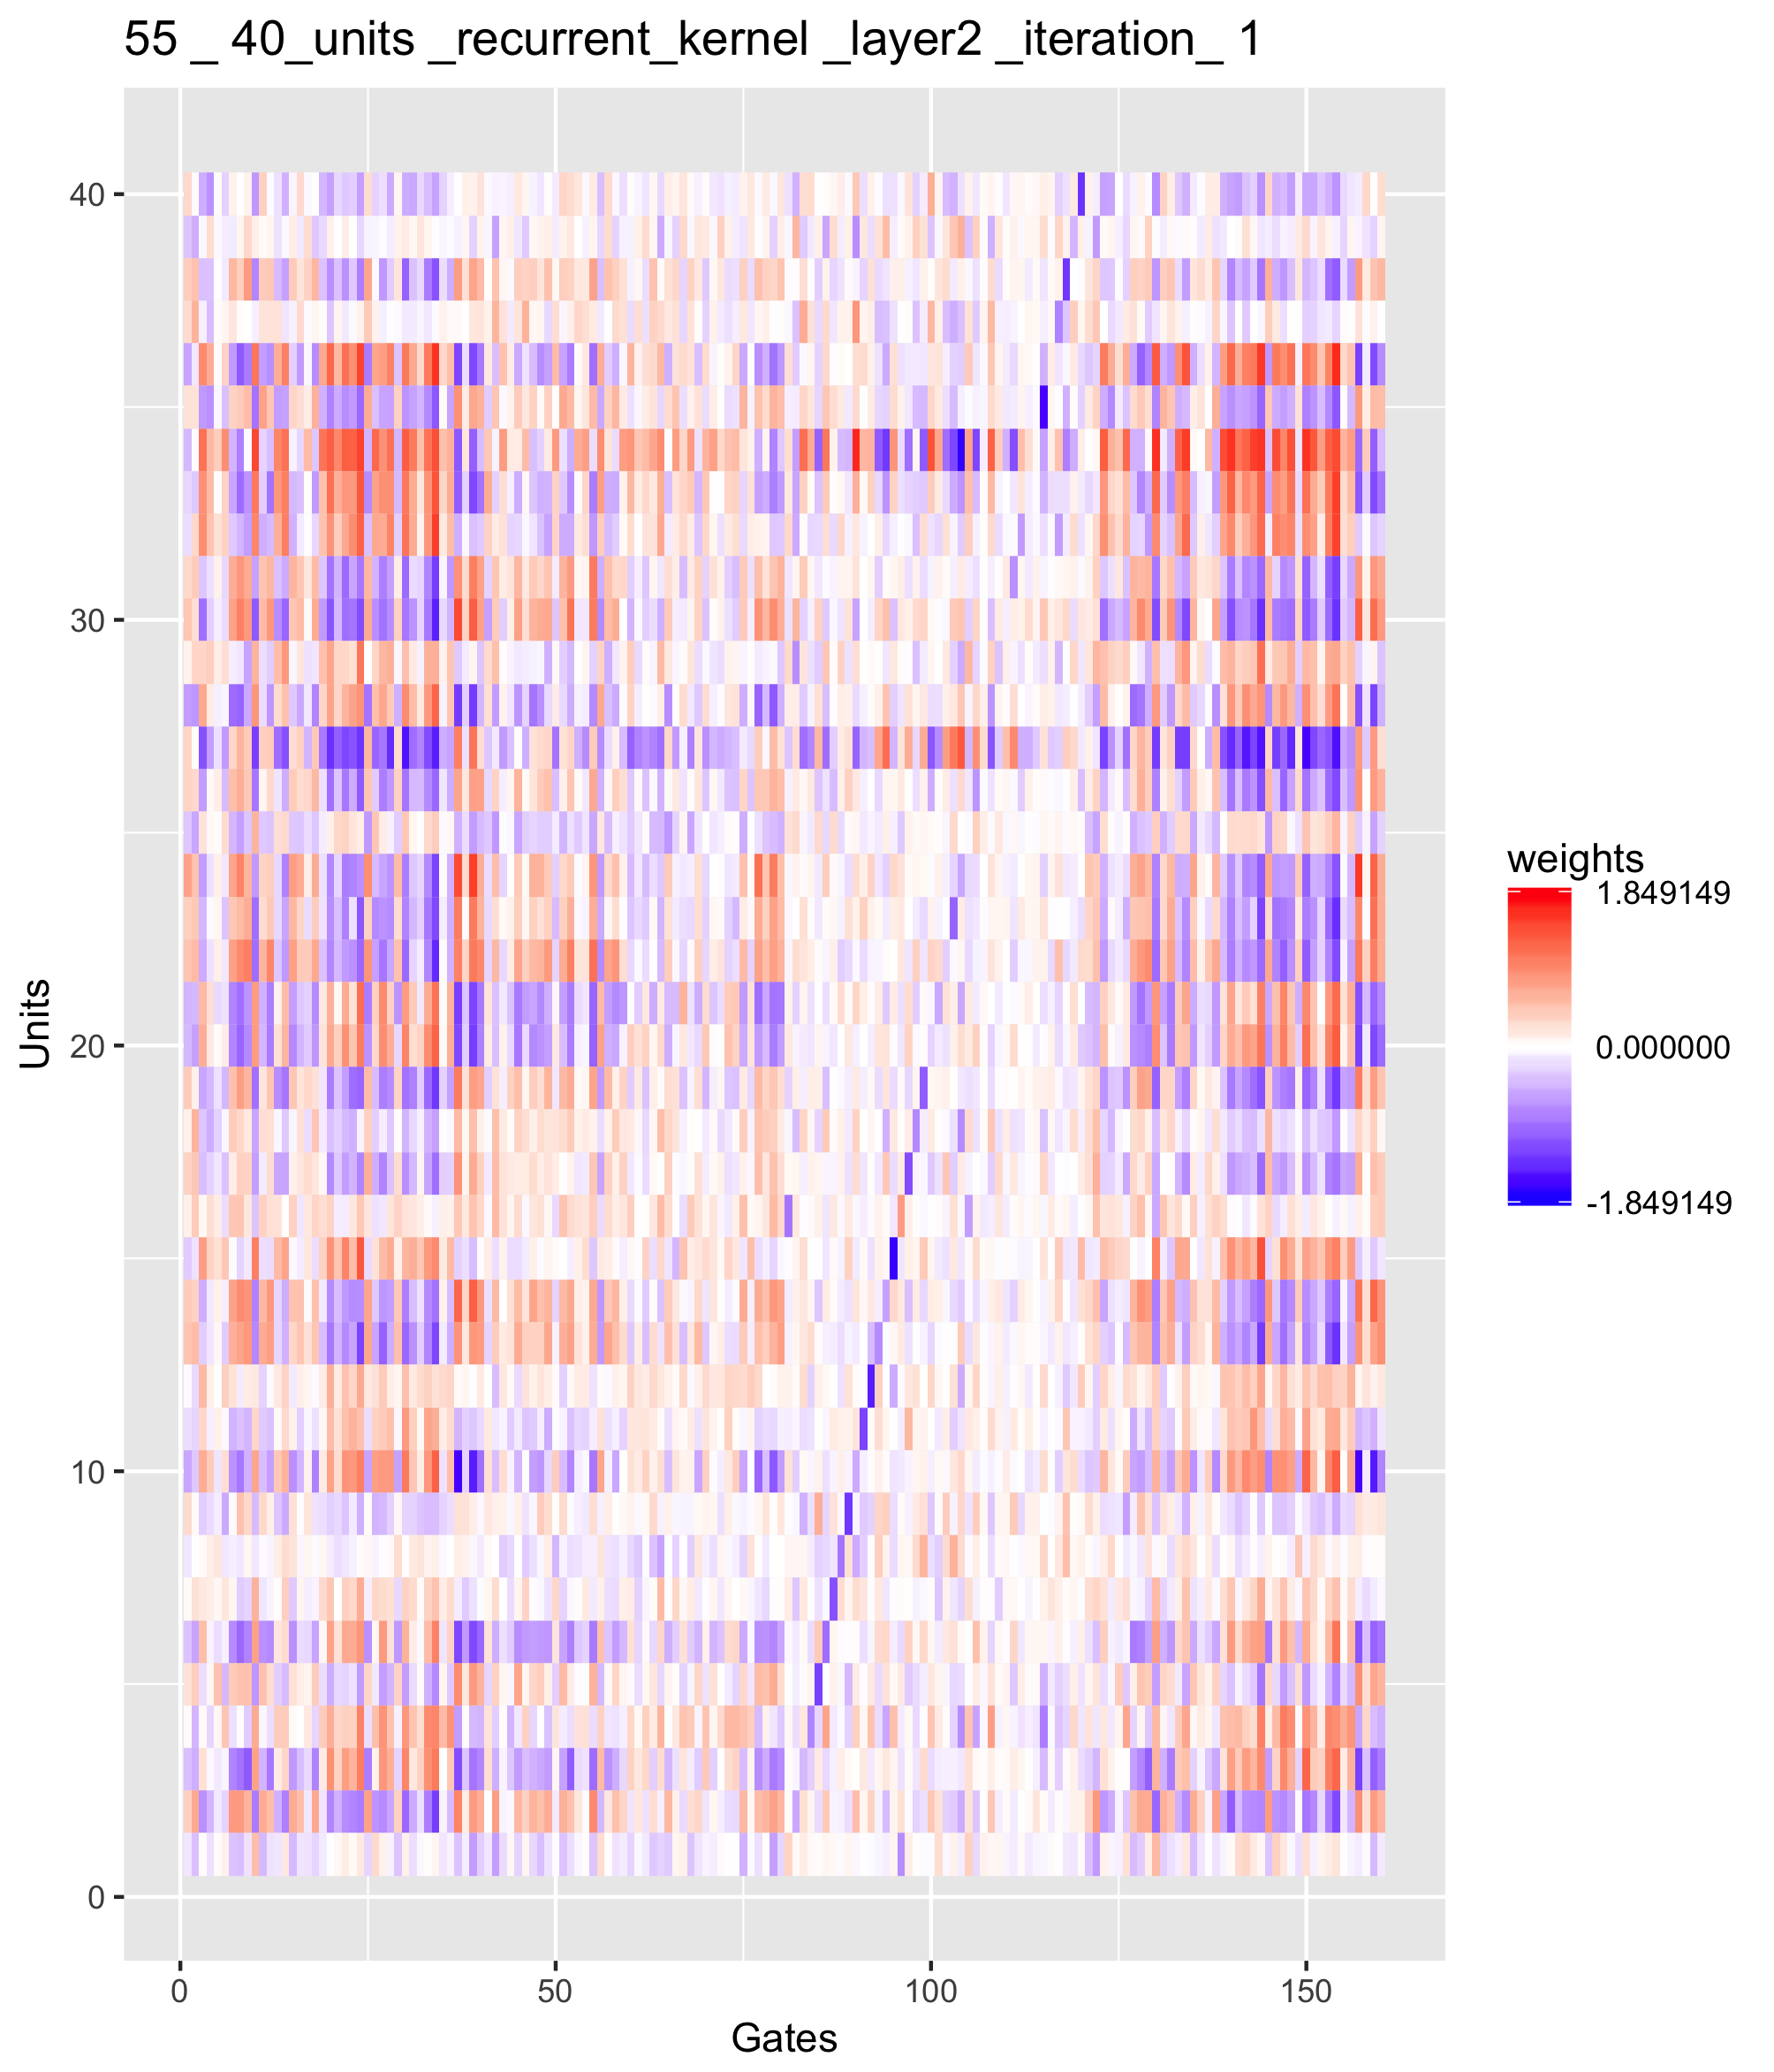 55 _ 40_units _recurrent_kernel _layer2 _iteration_ 1
40
30
20
10
0
Units
0 50 100 150
Gates
weights
1.849149
0.000000
-1.849149